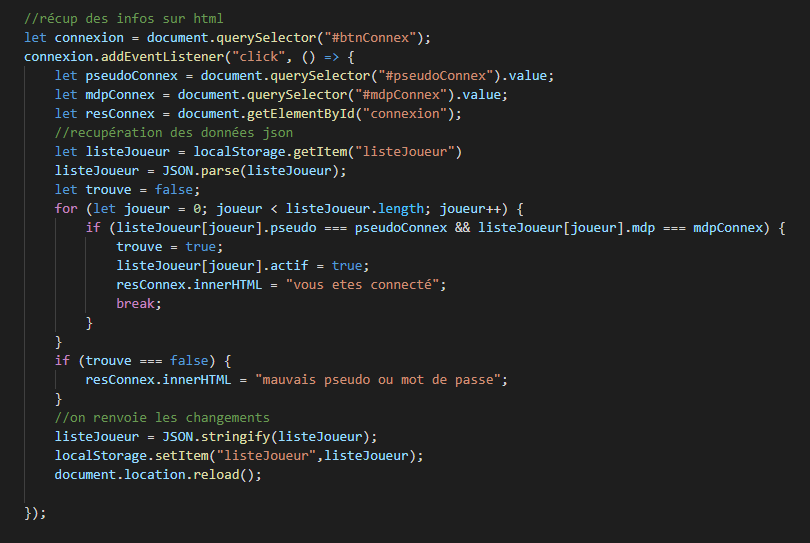 //récup des infos sur html
let connexion = document.querySelector("#btnConnex");
connexion.addEventListener("click", () => {
    let pseudoConnex = document.querySelector("#pseudoConnex").value;
    let mdpConnex = document.querySelector("#mdpConnex").value;
    let resConnex = document.getElementById("connexion");
    //recupération des données json
    let listeJoueur = localStorage.getItem("listeJoueur")
    listeJoueur = JSON.parse(listeJoueur);
    let trouve = false;
    for (let joueur = 0; joueur < listeJoueur.length; joueur++) {
        if (listeJoueur[joueur].pseudo === pseudoConnex && listeJoueur[joueur].mdp === mdpConnex) {
            trouve = true;
            listeJoueur[joueur].actif = true;
            resConnex.innerHTML = "vous etes connecté";
            break;
        }
    }
    if (trouve === false) {
        resConnex.innerHTML = "mauvais pseudo ou mot de passe";
    }
    //on renvoie les changements
    listeJoueur = JSON.stringify(listeJoueur);
    localStorage.setItem("listeJoueur",listeJoueur);
    document.location.reload();
});